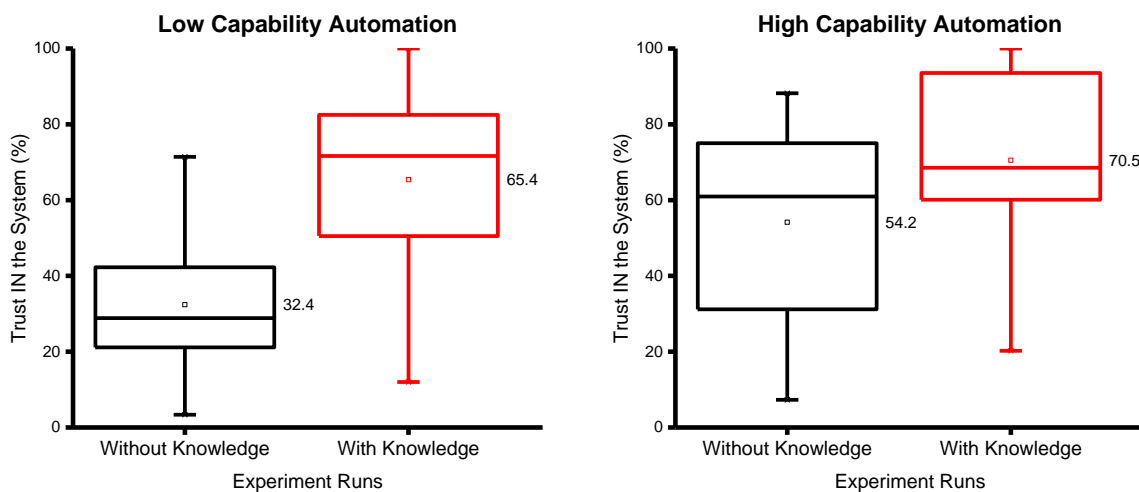 Low Capability Automation
Trust IN the System (%)
100
80
60
40
20
0
32.4
65.4
Without Knowledge
With Knowledge
Experiment Runs
High Capability Automation
Trust IN the System (%)
100
80
60
40
20
0
54.2
70.5
Without Knowledge
With Knowledge
Experiment Runs